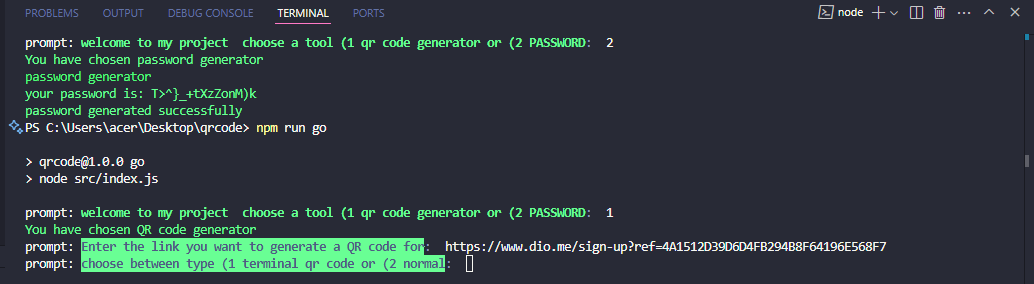 PROBLEMS OUTPUT DEBUG CONSOLE TERMINAL PORTS node
prompt: welcome to my project  choose a tool (1 qr code generator or (2 PASSWORD:  2
You have chosen password generator
password generator
your password is: T>^}_+tXzZonM)k
password generated successfully
PS C:\Users\acer\Desktop\qrcode> npm run go
> qrcode@1.0.0 go
> node src/index.js
prompt: welcome to my project  choose a tool (1 qr code generator or (2 PASSWORD:  1
You have chosen QR code generator
prompt: Enter the link you want to generate a QR code for:  https://www.dio.me/sign-up?ref=4A1512D39D6D4FB294B8F64196E568F7
prompt: choose between type (1 terminal qr code or (2 normal: